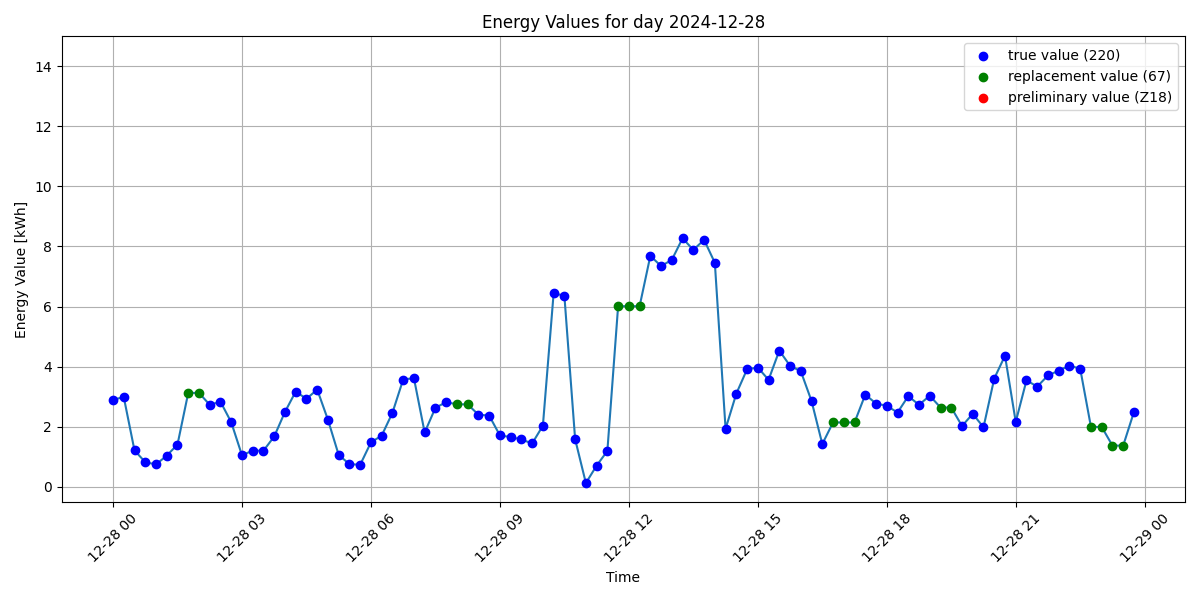 Energy Values for day 2024-12-28
true value (220)
replacement value (67)
preliminary value (Z18)
Energy Value [kWh]
14
12
10
8
6
4
2
0
12-28 00
12-28 03
12-28 06
12-28 09
12-28 12
12-28 15
12-28 18
12-28 21
12-29 00
Time